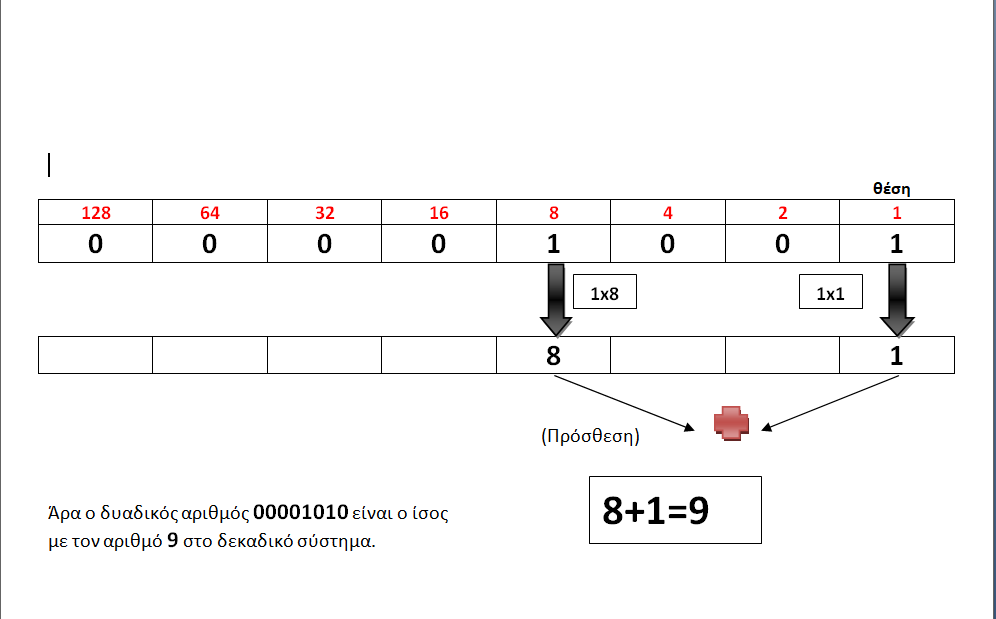 θέση
128 64 32 16 8 4 2 1
0 0 0 0 1 0 0 1
1x8 1x1
8 1
(Πρόσθεση)
8+1=9
Άρα ο δυαδικός αριθμός 00001010 είναι ο ίσος
με τον αριθμό 9 στο δεκαδικό σύστημα.